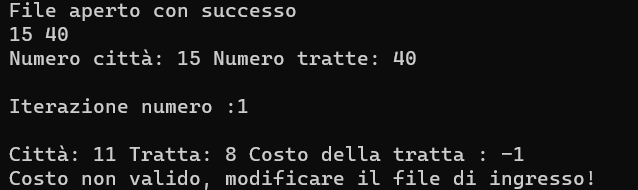 File aperto con successo
15 40
Numero città: 15 Numero tratte: 40
Iterazione numero :1
Città: 11 Tratta: 8 Costo della tratta : -1
Costo non valido, modificare il file di ingresso!